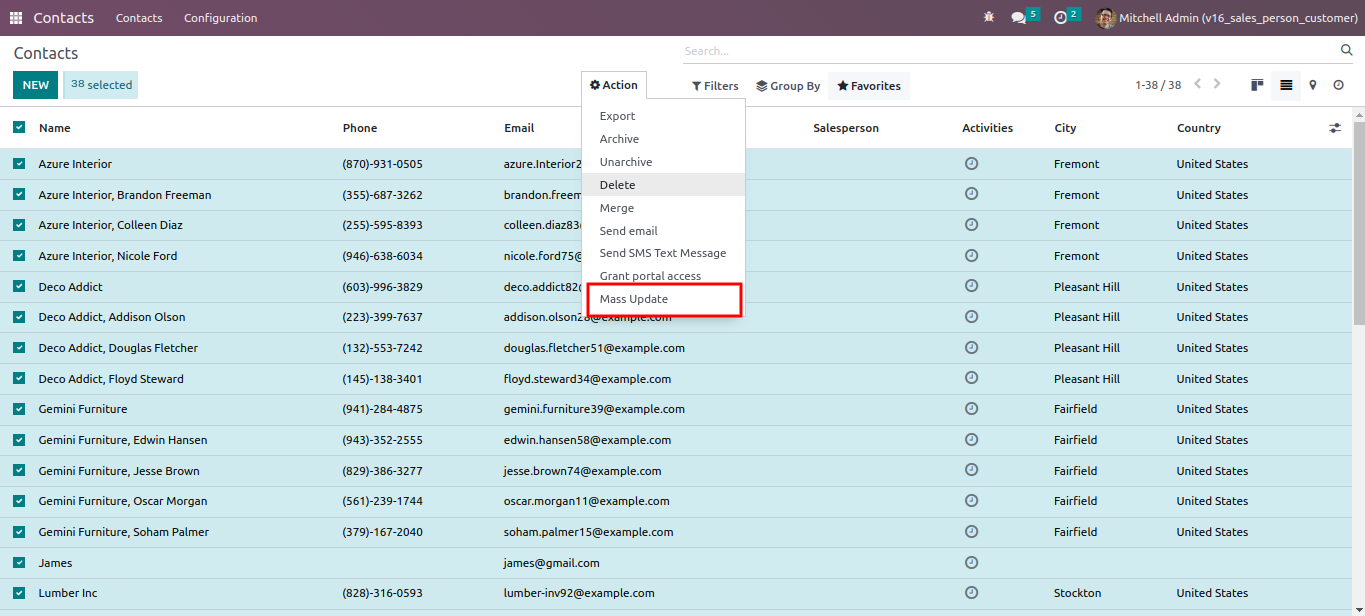 Contacts Contacts Configuration 5 2 Mitchell Admin (v16_sales_person_customer)
Contacts Search...
NEW 38 selected Action Filters Group By Favorites 1-38 / 38
Export
Archive
Unarchive
Delete
Merge
Send email
Send SMS Text Message
Grant portal access
Mass Update
Name Phone Email Salesperson Activities City Country
Azure Interior (870)-931-0505 azure.Interior2 Fremont United States
Azure Interior, Brandon Freeman (355)-687-3262 brandon.freem Fremont United States
Azure Interior, Colleen Diaz (255)-595-8393 colleen.diaz83 Fremont United States
Azure Interior, Nicole Ford (946)-638-6034 nicole.ford75@ Fremont United States
Deco Addict (603)-996-3829 deco.addict82 Pleasant Hill United States
Deco Addict, Addison Olson (223)-399-7637 addison.olson28@example.com Pleasant Hill United States
Deco Addict, Douglas Fletcher (132)-553-7242 douglas.fletcher51@example.com Pleasant Hill United States
Deco Addict, Floyd Steward (145)-138-3401 floyd.steward34@example.com Pleasant Hill United States
Gemini Furniture (941)-284-4875 gemini.furniture39@example.com Fairfield United States
Gemini Furniture, Edwin Hansen (943)-352-2555 edwin.hansen58@example.com Fairfield United States
Gemini Furniture, Jesse Brown (829)-386-3277 jesse.brown74@example.com Fairfield United States
Gemini Furniture, Oscar Morgan (561)-239-1744 oscar.morgan11@example.com Fairfield United States
Gemini Furniture, Soham Palmer (379)-167-2040 soham.palmer15@example.com Fairfield United States
James james@gmail.com
Lumber Inc (828)-316-0593 lumber-inv92@example.com Stockton United States